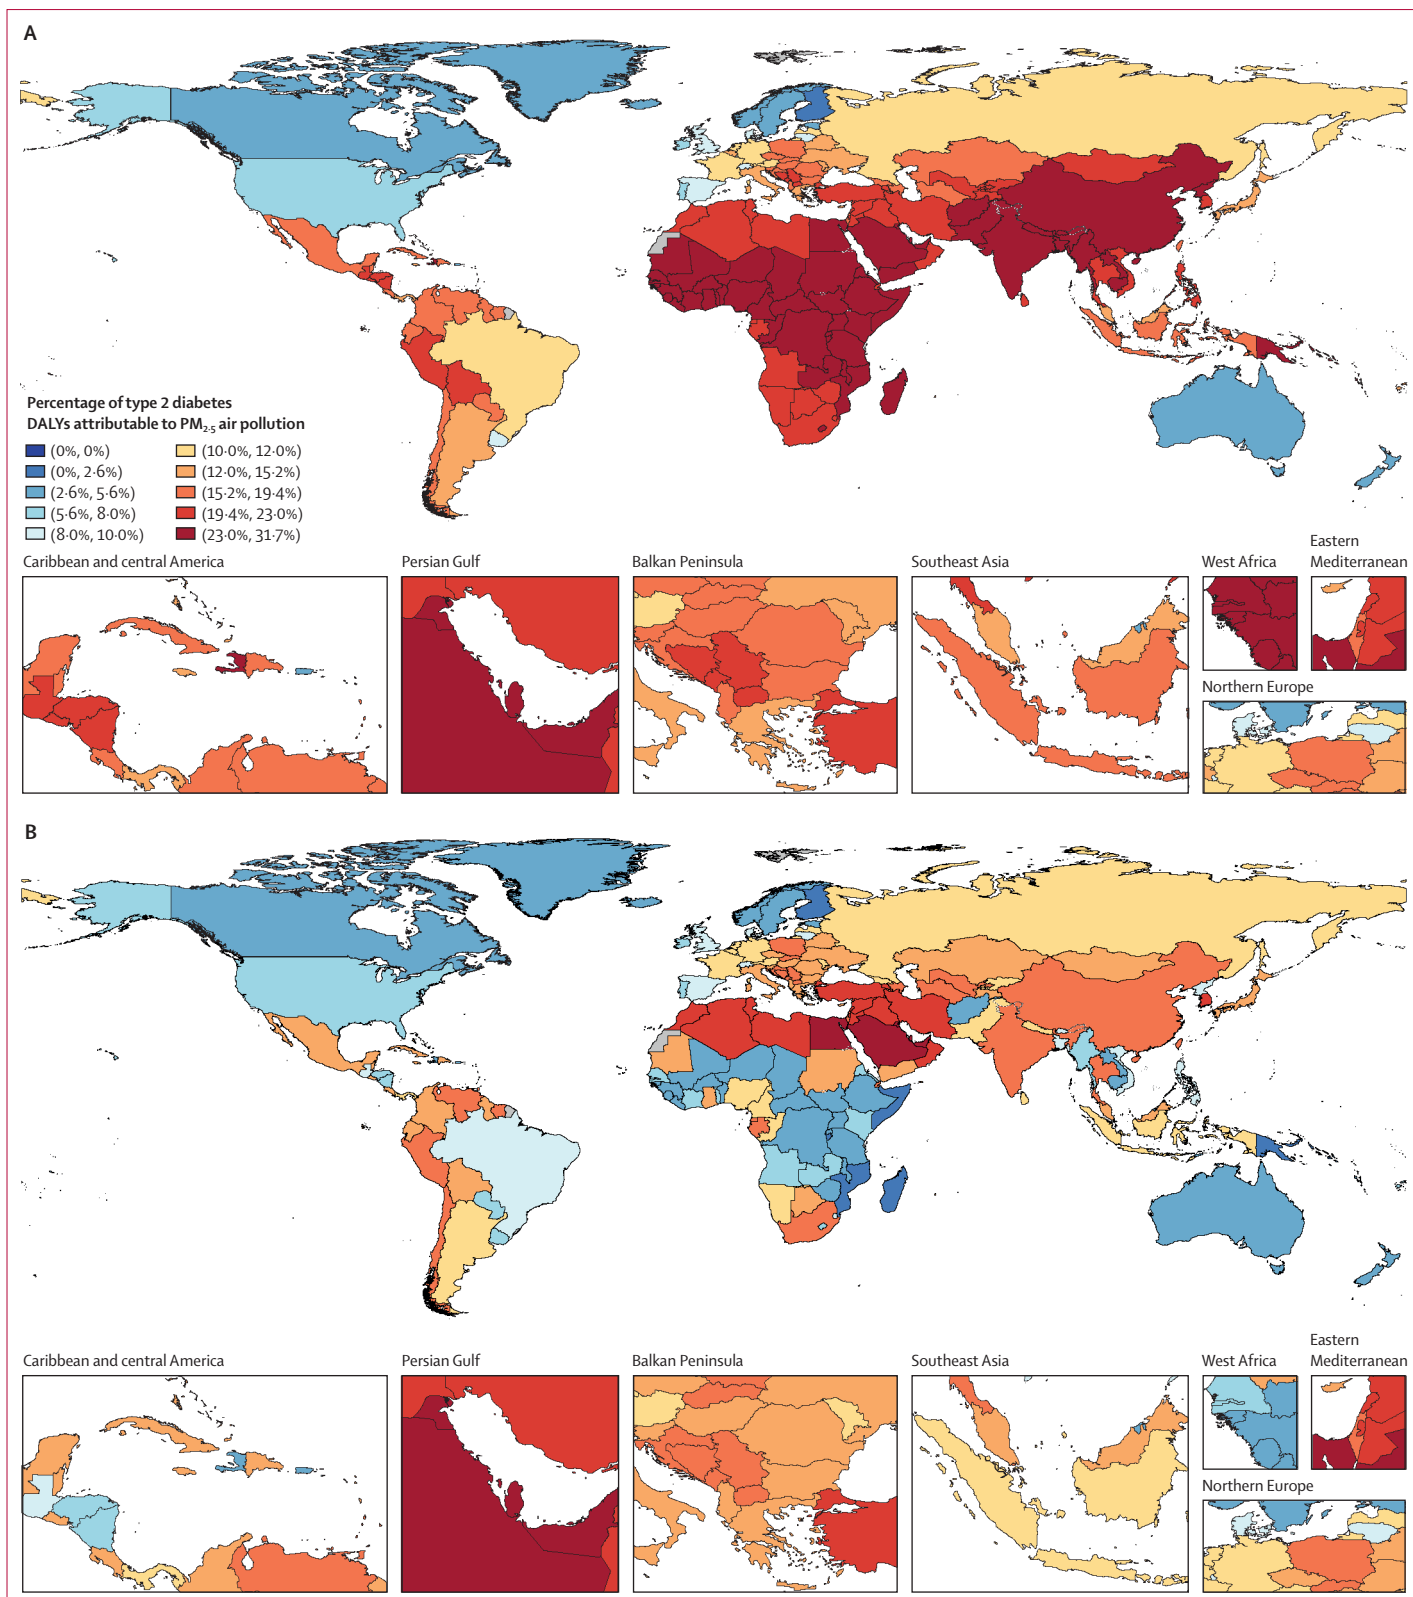 A
Percentage of type 2 diabetes
DALYs attributable to PM2·5 air pollution
(0%, 0%)
(0%, 2·6%)
(2·6%, 5·6%)
(5·6%, 8·0%)
(8·0%, 10·0%)
(10·0%, 12·0%)
(12·0%, 15·2%)
(15·2%, 19·4%)
(19·4%, 23·0%)
(23·0%, 31·7%)
Caribbean and central America
Persian Gulf
Balkan Peninsula
Southeast Asia
West Africa
Eastern
Mediterranean
Northern Europe
B
Caribbean and central America
Persian Gulf
Balkan Peninsula
Southeast Asia
West Africa
Eastern
Mediterranean
Northern Europe